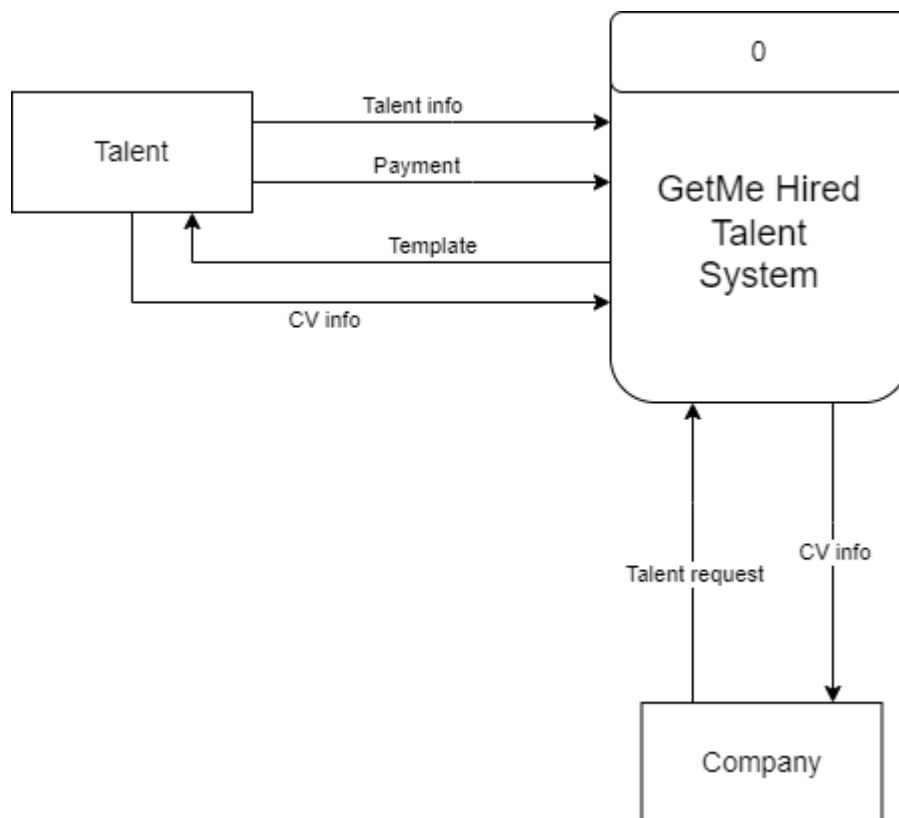 0
Talent info
Talent
Payment
GetMe Hired
Talent
System
Template
CV info
CV info
Talent request
Company